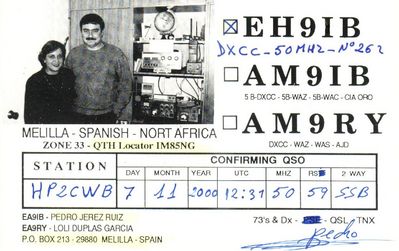 EH9IB
DXCC - 50MHZ - Nº 262
AM9IB
5 B-DXCC - 5B-WAZ - 5B-WAC - CIA ORO
AM9RY
DXCC - WAZ - WAS - AJD
MELILLA - SPANISH - NORT AFRICA
ZONE 33 - QTH Locator IM85NG
STATION
CONFIRMING QSO
DAY MONTH YEAR HOUR MHZ RST 2 WAY
HP2CWB 7 11 2000 12:31 50 59 SSB
EA9IB - PEDRO JEREZ RUIZ
EA9RY - LOLI DUPLAS GARCIA
P.O. BOX 213 - 29880 MELILLA - SPAIN
73's & Dx - PSE - QSL - TNX
Pedro